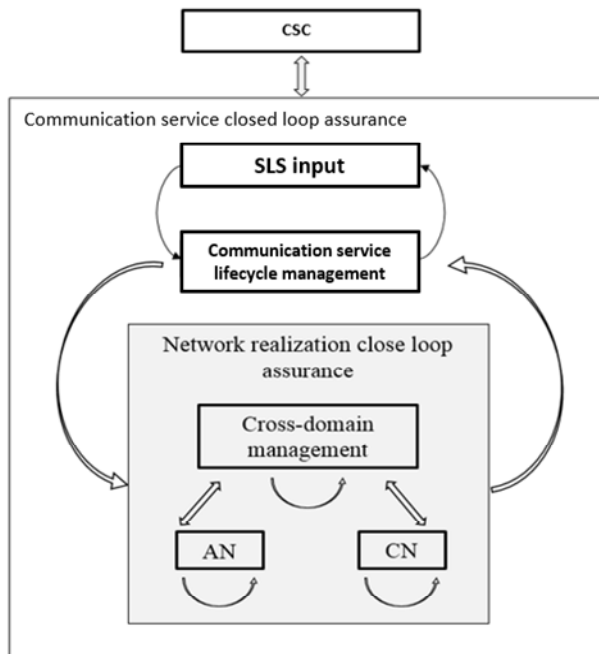 CSC
Communication service closed loop assurance
SLS input
Communication service
lifecycle management
Network realization close loop
assurance
Cross-domain
management
AN
CN